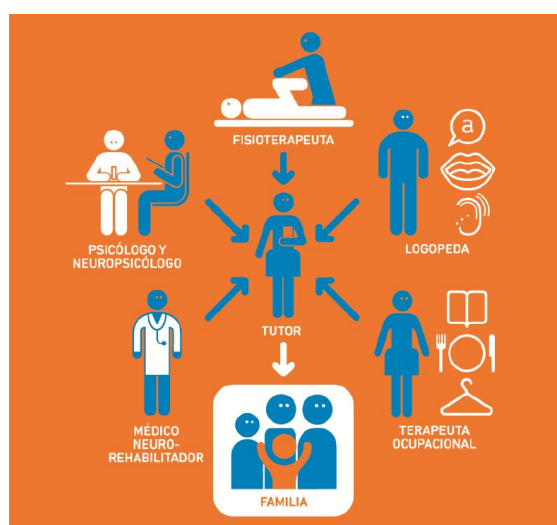 FISIOTERAPEUTA
a
PSICÓLOGO Y
NEUROPSICÓLOGO
LOGOPEDA
TUTOR
MÉDICO
NEURO-
REHABILITADOR
TERAPEUTA
OCUPACIONAL
FAMILIA